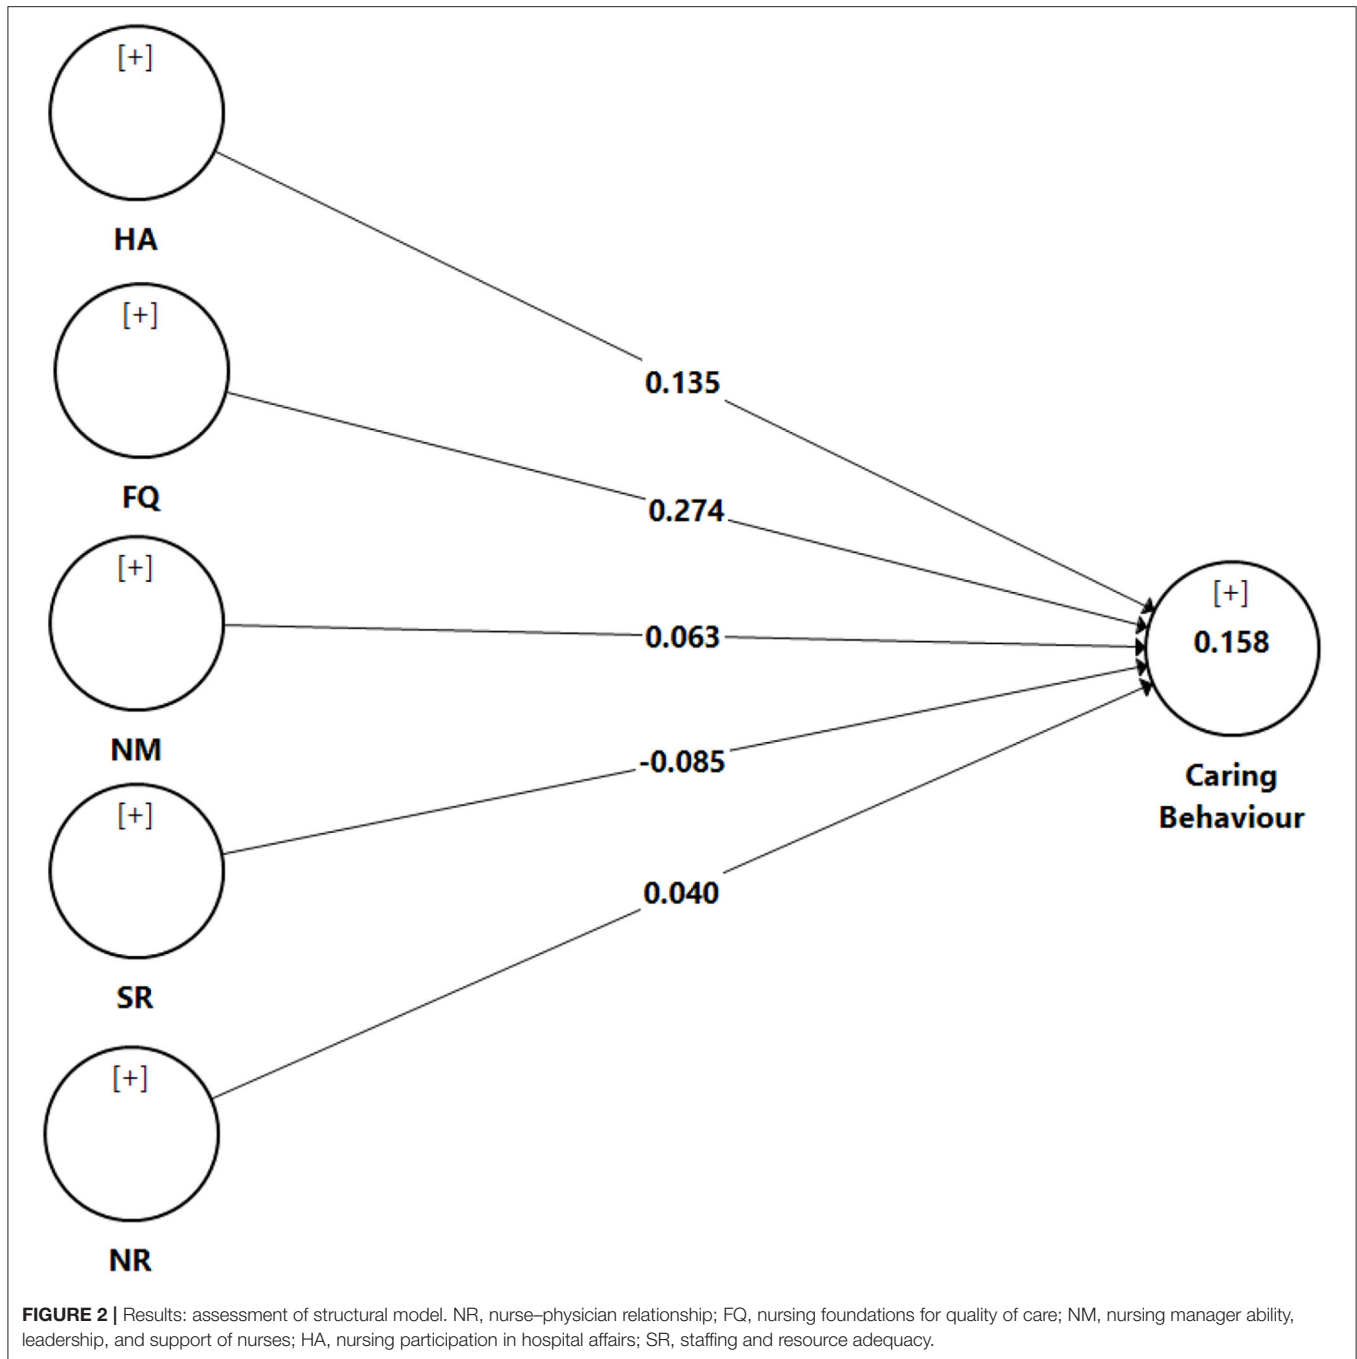 [+]
HA
[+]
FQ
[+]
NM
[+]
SR
[+]
NR
0.135
0.274
0.063
-0.085
0.040
[+]
0.158
Caring
Behaviour
FIGURE 2 | Results: assessment of structural model. NR, nurse–physician relationship; FQ, nursing foundations for quality of care; NM, nursing manager ability,
leadership, and support of nurses; HA, nursing participation in hospital affairs; SR, staffing and resource adequacy.